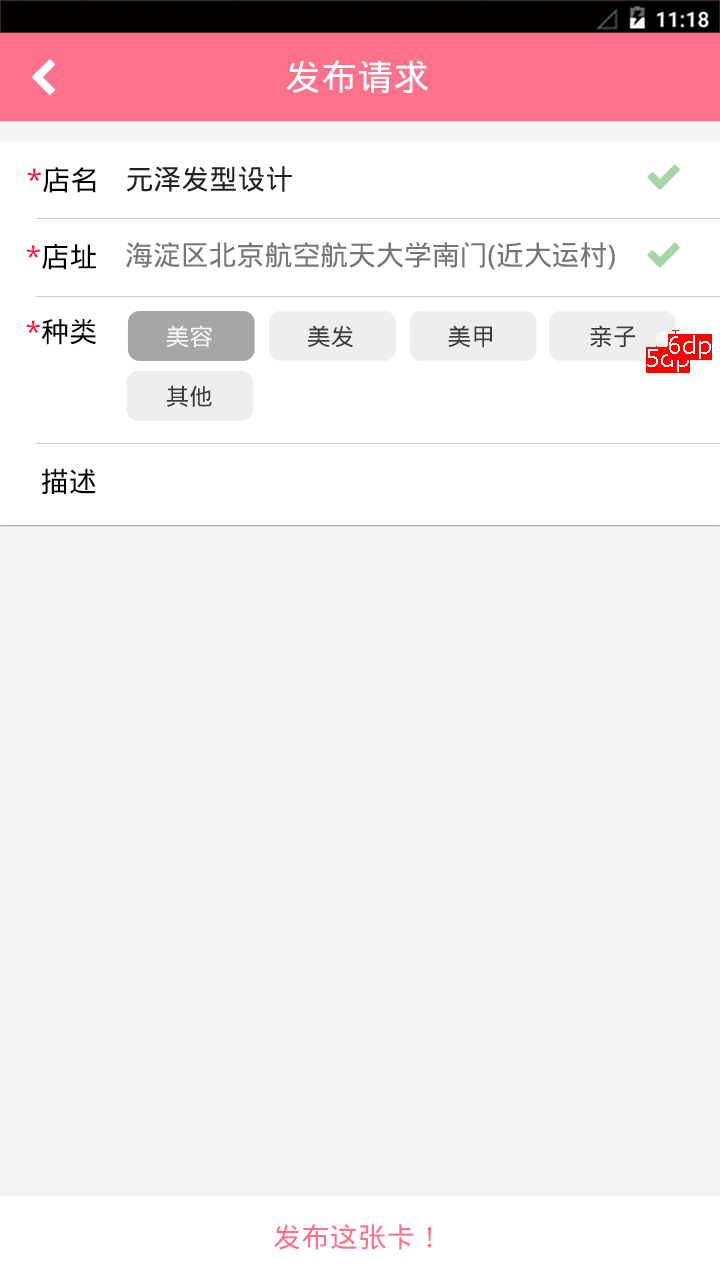 11:18
发布请求
*店名 元泽发型设计
*店址 海淀区北京航空航天大学南门(近大运村)
*种类 美容 美发 美甲 亲子
6dp
5dp
其他
描述
发布这张卡！